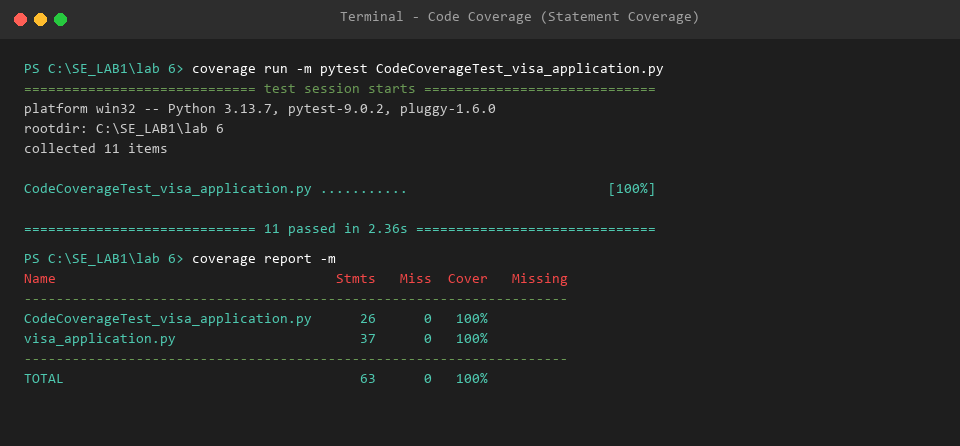 Terminal - Code Coverage (Statement Coverage)
PS C:\SE_LAB1\lab 6> coverage run -m pytest CodeCoverageTest_visa_application.py
============================= test session starts =============================
platform win32 -- Python 3.13.7, pytest-9.0.2, pluggy-1.6.0
rootdir: C:\SE_LAB1\lab 6
collected 11 items
CodeCoverageTest_visa_application.py ...........                         [100%]
============================= 11 passed in 2.36s ==============================
PS C:\SE_LAB1\lab 6> coverage report -m
Name                                   Stmts   Miss  Cover   Missing
--------------------------------------------------------------------
CodeCoverageTest_visa_application.py      26      0   100%
visa_application.py                       37      0   100%
--------------------------------------------------------------------
TOTAL                                     63      0   100%